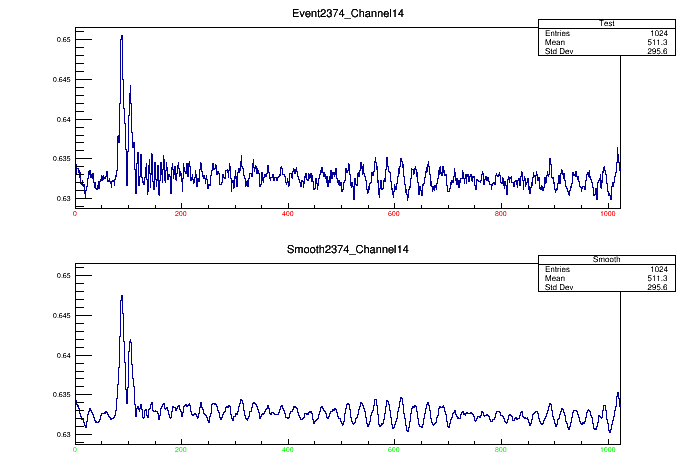 Event2374_Channel14
Test
Entries 1024
Mean 511.3
Std Dev 295.6
0.65
0.645
0.64
0.635
0.63
0 200 400 600 800 1000
Smooth2374_Channel14
Smooth
Entries 1024
Mean 511.3
Std Dev 295.6
0.65
0.645
0.64
0.635
0.63
0 200 400 600 800 1000